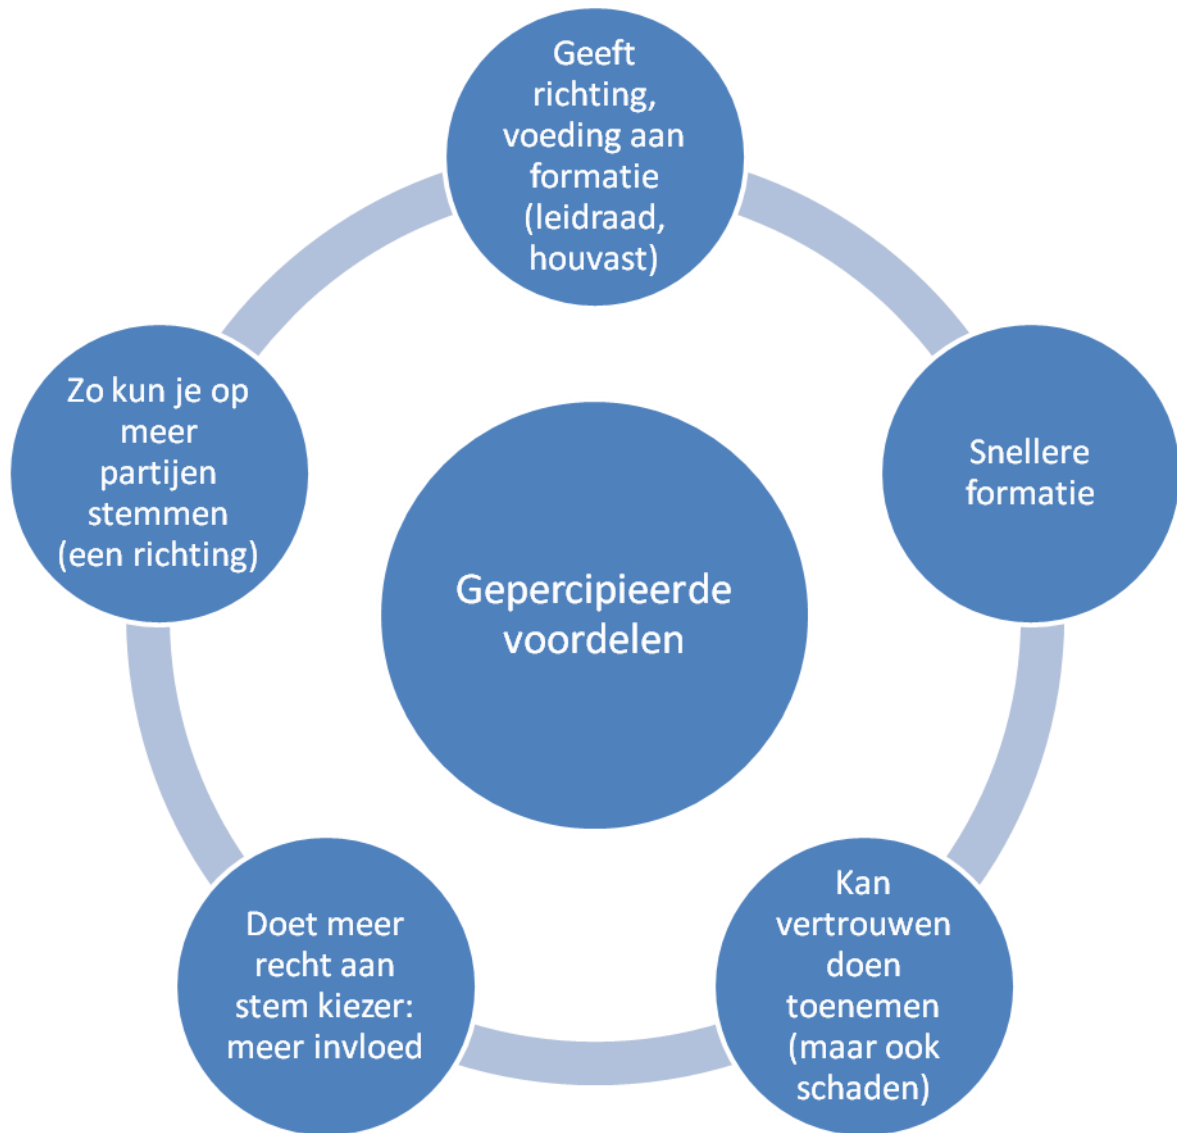 Geeft
richting,
voeding aan
formatie
(leidraad,
houvast)
Snellere
formatie
Kan
vertrouwen
doen
toenemen
(maar ook
schaden)
Doet meer
recht aan
stem kiezer:
meer invloed
Zo kun je op
meer
partijen
stemmen
(een richting)
Gepercipieerde
voordelen